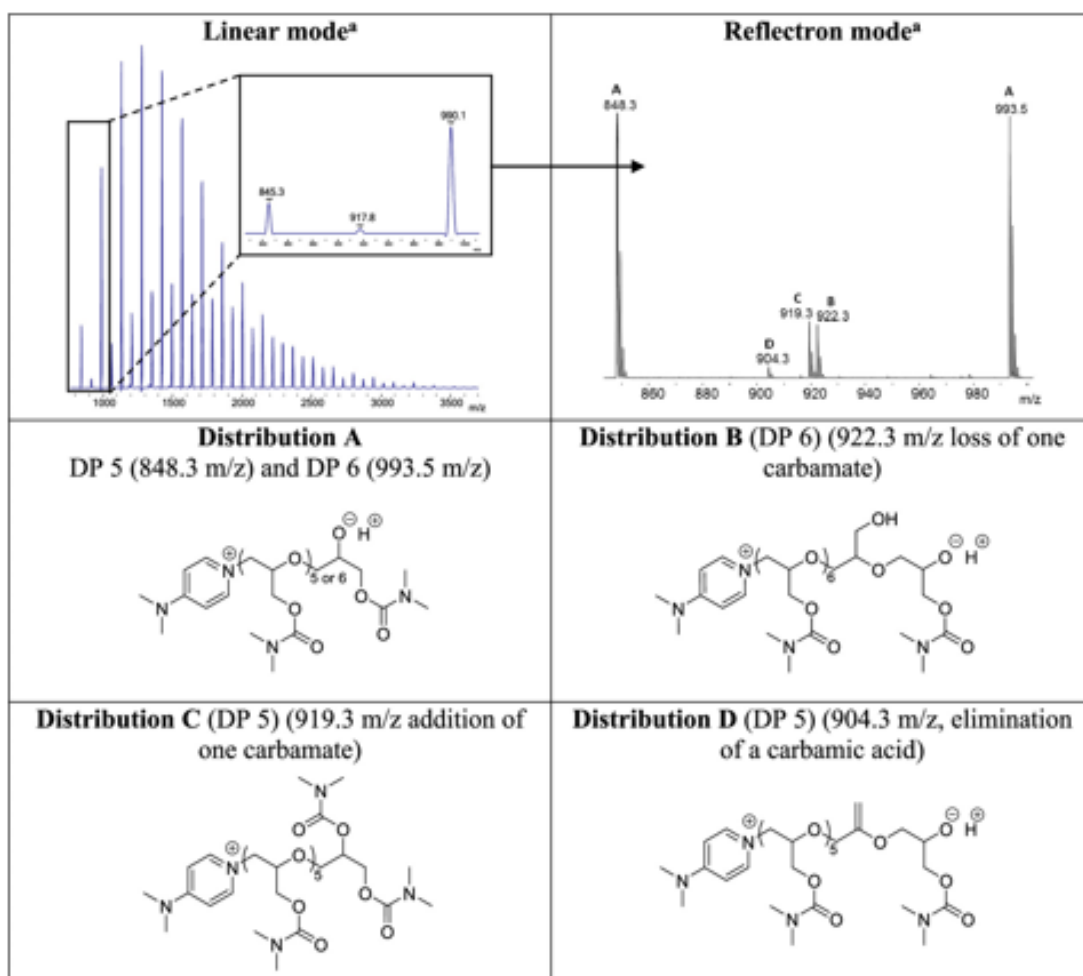 Linear modeᵃ
990.1
845.3
917.8
1000 1500 2000 2500 3000 3500 m/z
Reflectron modeᵃ
A
848.3
A
993.5
C
919.3
B
922.3
D
904.3
860 880 900 920 940 960 980
m/z
Distribution A
DP 5 (848.3 m/z) and DP 6 (993.5 m/z)
O ⊖ H ⊕
⊕ N O 5 or 6
N O O N
O
N O
Distribution B (DP 6) (922.3 m/z loss of one
carbamate)
OH
⊕ N O 6 O O ⊖ H ⊕
N O O
N O N O
Distribution C (DP 5) (919.3 m/z addition of
one carbamate)
N
O O
⊕ N O 5
N O O N
O
N O
Distribution D (DP 5) (904.3 m/z, elimination
of a carbamic acid)
⊕ N O 5 O O ⊖ H ⊕
N O O
N O N O